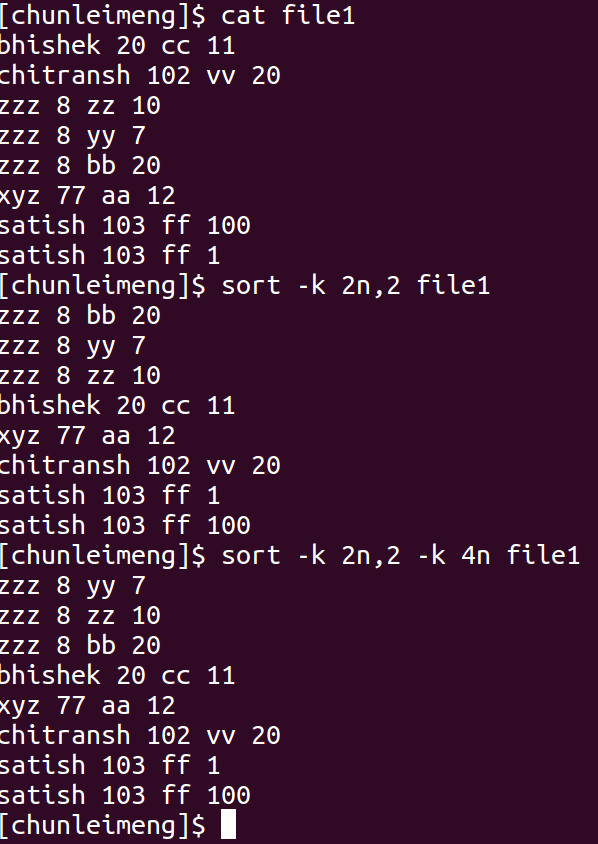 [chunleimeng]$ cat file1
bhishek 20 cc 11
chitransh 102 vv 20
zzz 8 zz 10
zzz 8 yy 7
zzz 8 bb 20
xyz 77 aa 12
satish 103 ff 100
satish 103 ff 1
[chunleimeng]$ sort -k 2n,2 file1
zzz 8 bb 20
zzz 8 yy 7
zzz 8 zz 10
bhishek 20 cc 11
xyz 77 aa 12
chitransh 102 vv 20
satish 103 ff 1
satish 103 ff 100
[chunleimeng]$ sort -k 2n,2 -k 4n file1
zzz 8 yy 7
zzz 8 zz 10
zzz 8 bb 20
bhishek 20 cc 11
xyz 77 aa 12
chitransh 102 vv 20
satish 103 ff 1
satish 103 ff 100
[chunleimeng]$